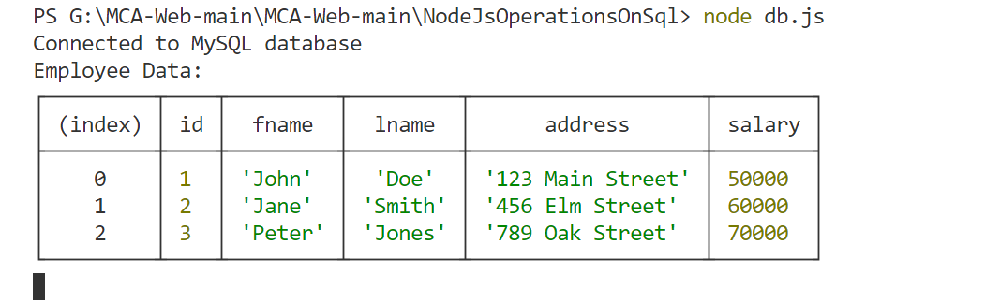 PS G:\MCA-Web-main\MCA-Web-main\NodeJsOperationsOnSql> node db.js
Connected to MySQL database
Employee Data:
(index) id fname lname address salary
0 1 'John' 'Doe' '123 Main Street' 50000
1 2 'Jane' 'Smith' '456 Elm Street' 60000
2 3 'Peter' 'Jones' '789 Oak Street' 70000